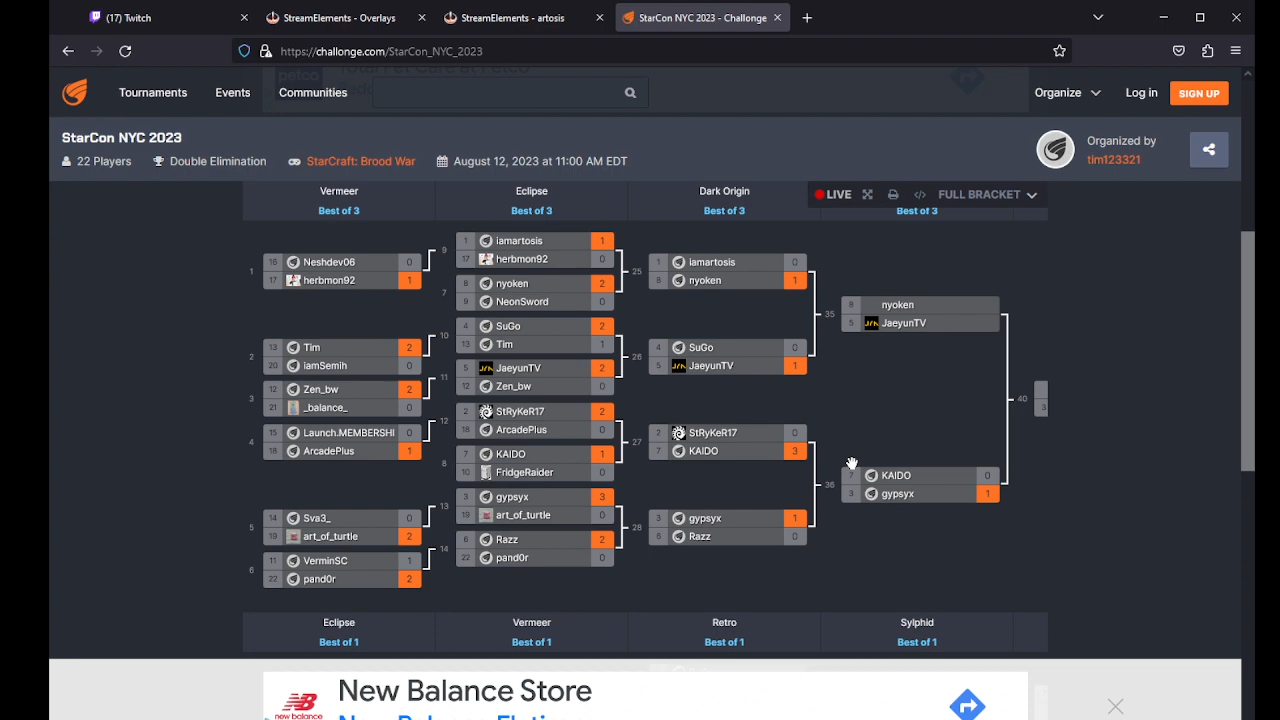 (17) Twitch
StreamElements - Overlays
StreamElements - artosis
StarCon NYC 2023 - Challonge
https://challonge.com/StarCon_NYC_2023
petco
Total Pet Care at Petco
Tournaments
Events
Communities
Organize
Log in
SIGN UP
StarCon NYC 2023
22 Players
Double Elimination
StarCraft: Brood War
August 12, 2023 at 11:00 AM EDT
Organized by
tim123321
LIVE
FULL BRACKET
Vermeer
Best of 3
Eclipse
Best of 3
Dark Origin
Best of 3
Best of 3
1
16 Neshdev06 0
17 herbmon92 1
2
13 Tim 2
20 iamSemih 0
3
12 Zen_bw 2
21 _balance_ 0
4
15 Launch.MEMBERSHI 0
18 ArcadePlus 1
5
14 Sva3_ 0
19 art_of_turtle 2
6
11 VerminSC 1
22 pand0r 2
9
1 iamartosis 1
17 herbmon92 0
7
8 nyoken 2
9 NeonSword 0
10
4 SuGo 2
13 Tim 1
11
5 JaeyunTV 2
12 Zen_bw 0
12
2 StRyKeR17 2
18 ArcadePlus 0
8
7 KAIDO 1
10 FridgeRaider 0
13
3 gypsyx 3
19 art_of_turtle 0
14
6 Razz 2
22 pand0r 0
25
1 iamartosis 0
8 nyoken 1
26
4 SuGo 0
5 JaeyunTV 1
27
2 StRyKeR17 0
7 KAIDO 3
28
3 gypsyx 1
6 Razz 0
35
8 nyoken
5 JaeyunTV
36
7 KAIDO 0
3 gypsyx 1
40
3
Eclipse
Best of 1
Vermeer
Best of 1
Retro
Best of 1
Sylphid
Best of 1
new balance
New Balance Store